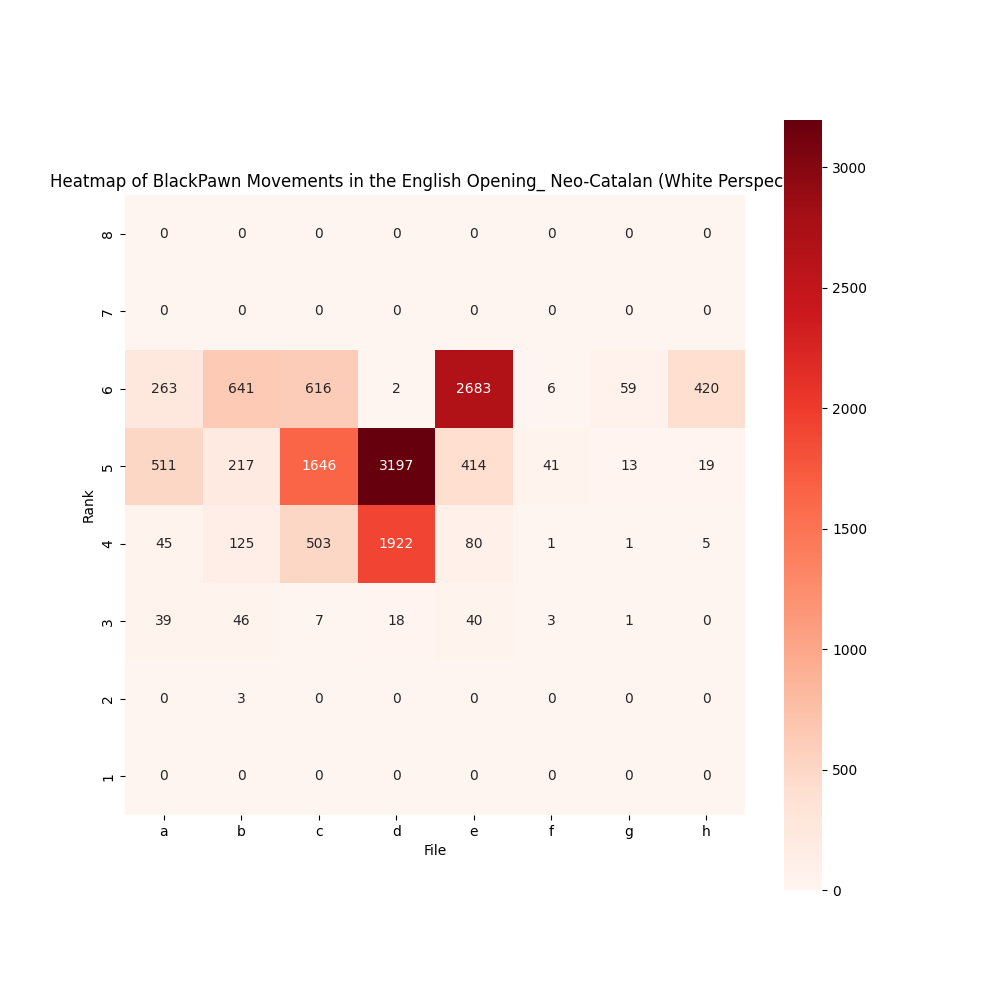 Heatmap of BlackPawn Movements in the English Opening_ Neo-Catalan (White Perspec
8 0 0 0 0 0 0 0 0
7 0 0 0 0 0 0 0 0
6 263 641 616 2 2683 6 59 420
5 511 217 1646 3197 414 41 13 19
4 45 125 503 1922 80 1 1 5
3 39 46 7 18 40 3 1 0
2 0 3 0 0 0 0 0 0
1 0 0 0 0 0 0 0 0
a b c d e f g h
File
Rank
3000
2500
2000
1500
1000
500
0